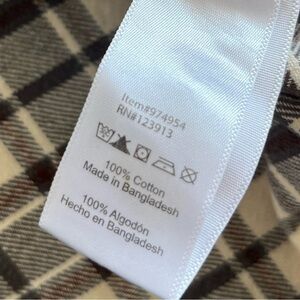 Item#974954
RN#123913
100% Cotton
Made in Bangladesh
100% Algodón
Hecho en Bangladesh